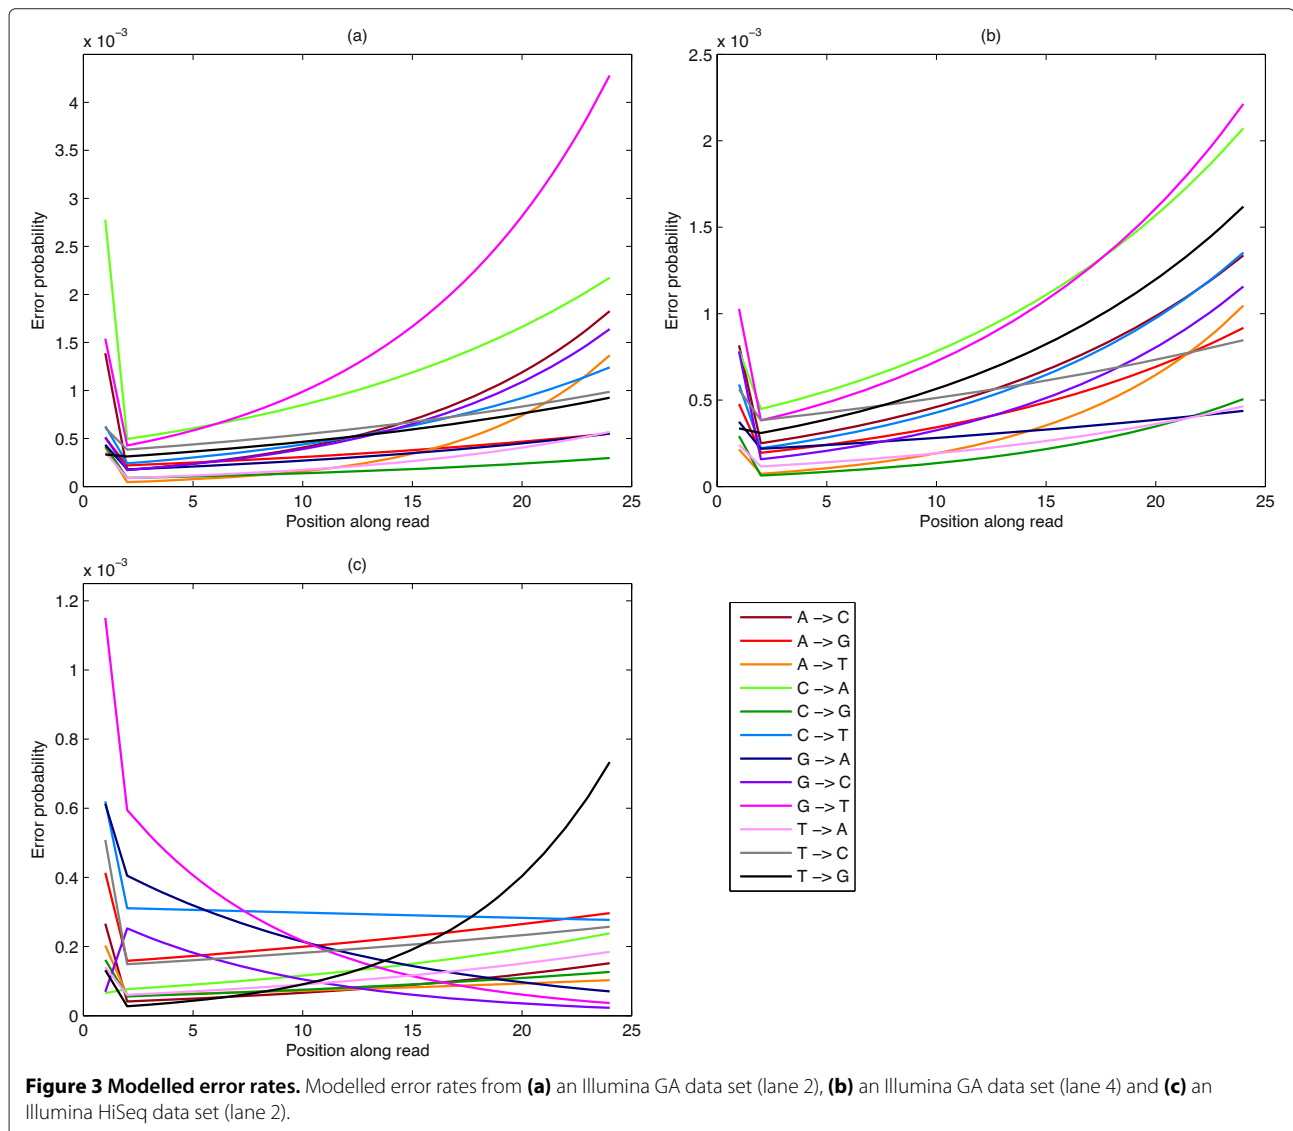 (a)
x 10⁻³
4
3.5
3
2.5
2
1.5
1
0.5
0
0 5 10 15 20 25
Error probability
Position along read
(b)
x 10⁻³
2.5
2
1.5
1
0.5
0
0 5 10 15 20 25
Error probability
Position along read
(c)
x 10⁻³
1.2
1
0.8
0.6
0.4
0.2
0
0 5 10 15 20 25
Error probability
Position along read
A −> C
A −> G
A −> T
C −> A
C −> G
C −> T
G −> A
G −> C
G −> T
T −> A
T −> C
T −> G
Figure 3 Modelled error rates. Modelled error rates from (a) an Illumina GA data set (lane 2), (b) an Illumina GA data set (lane 4) and (c) an
Illumina HiSeq data set (lane 2).